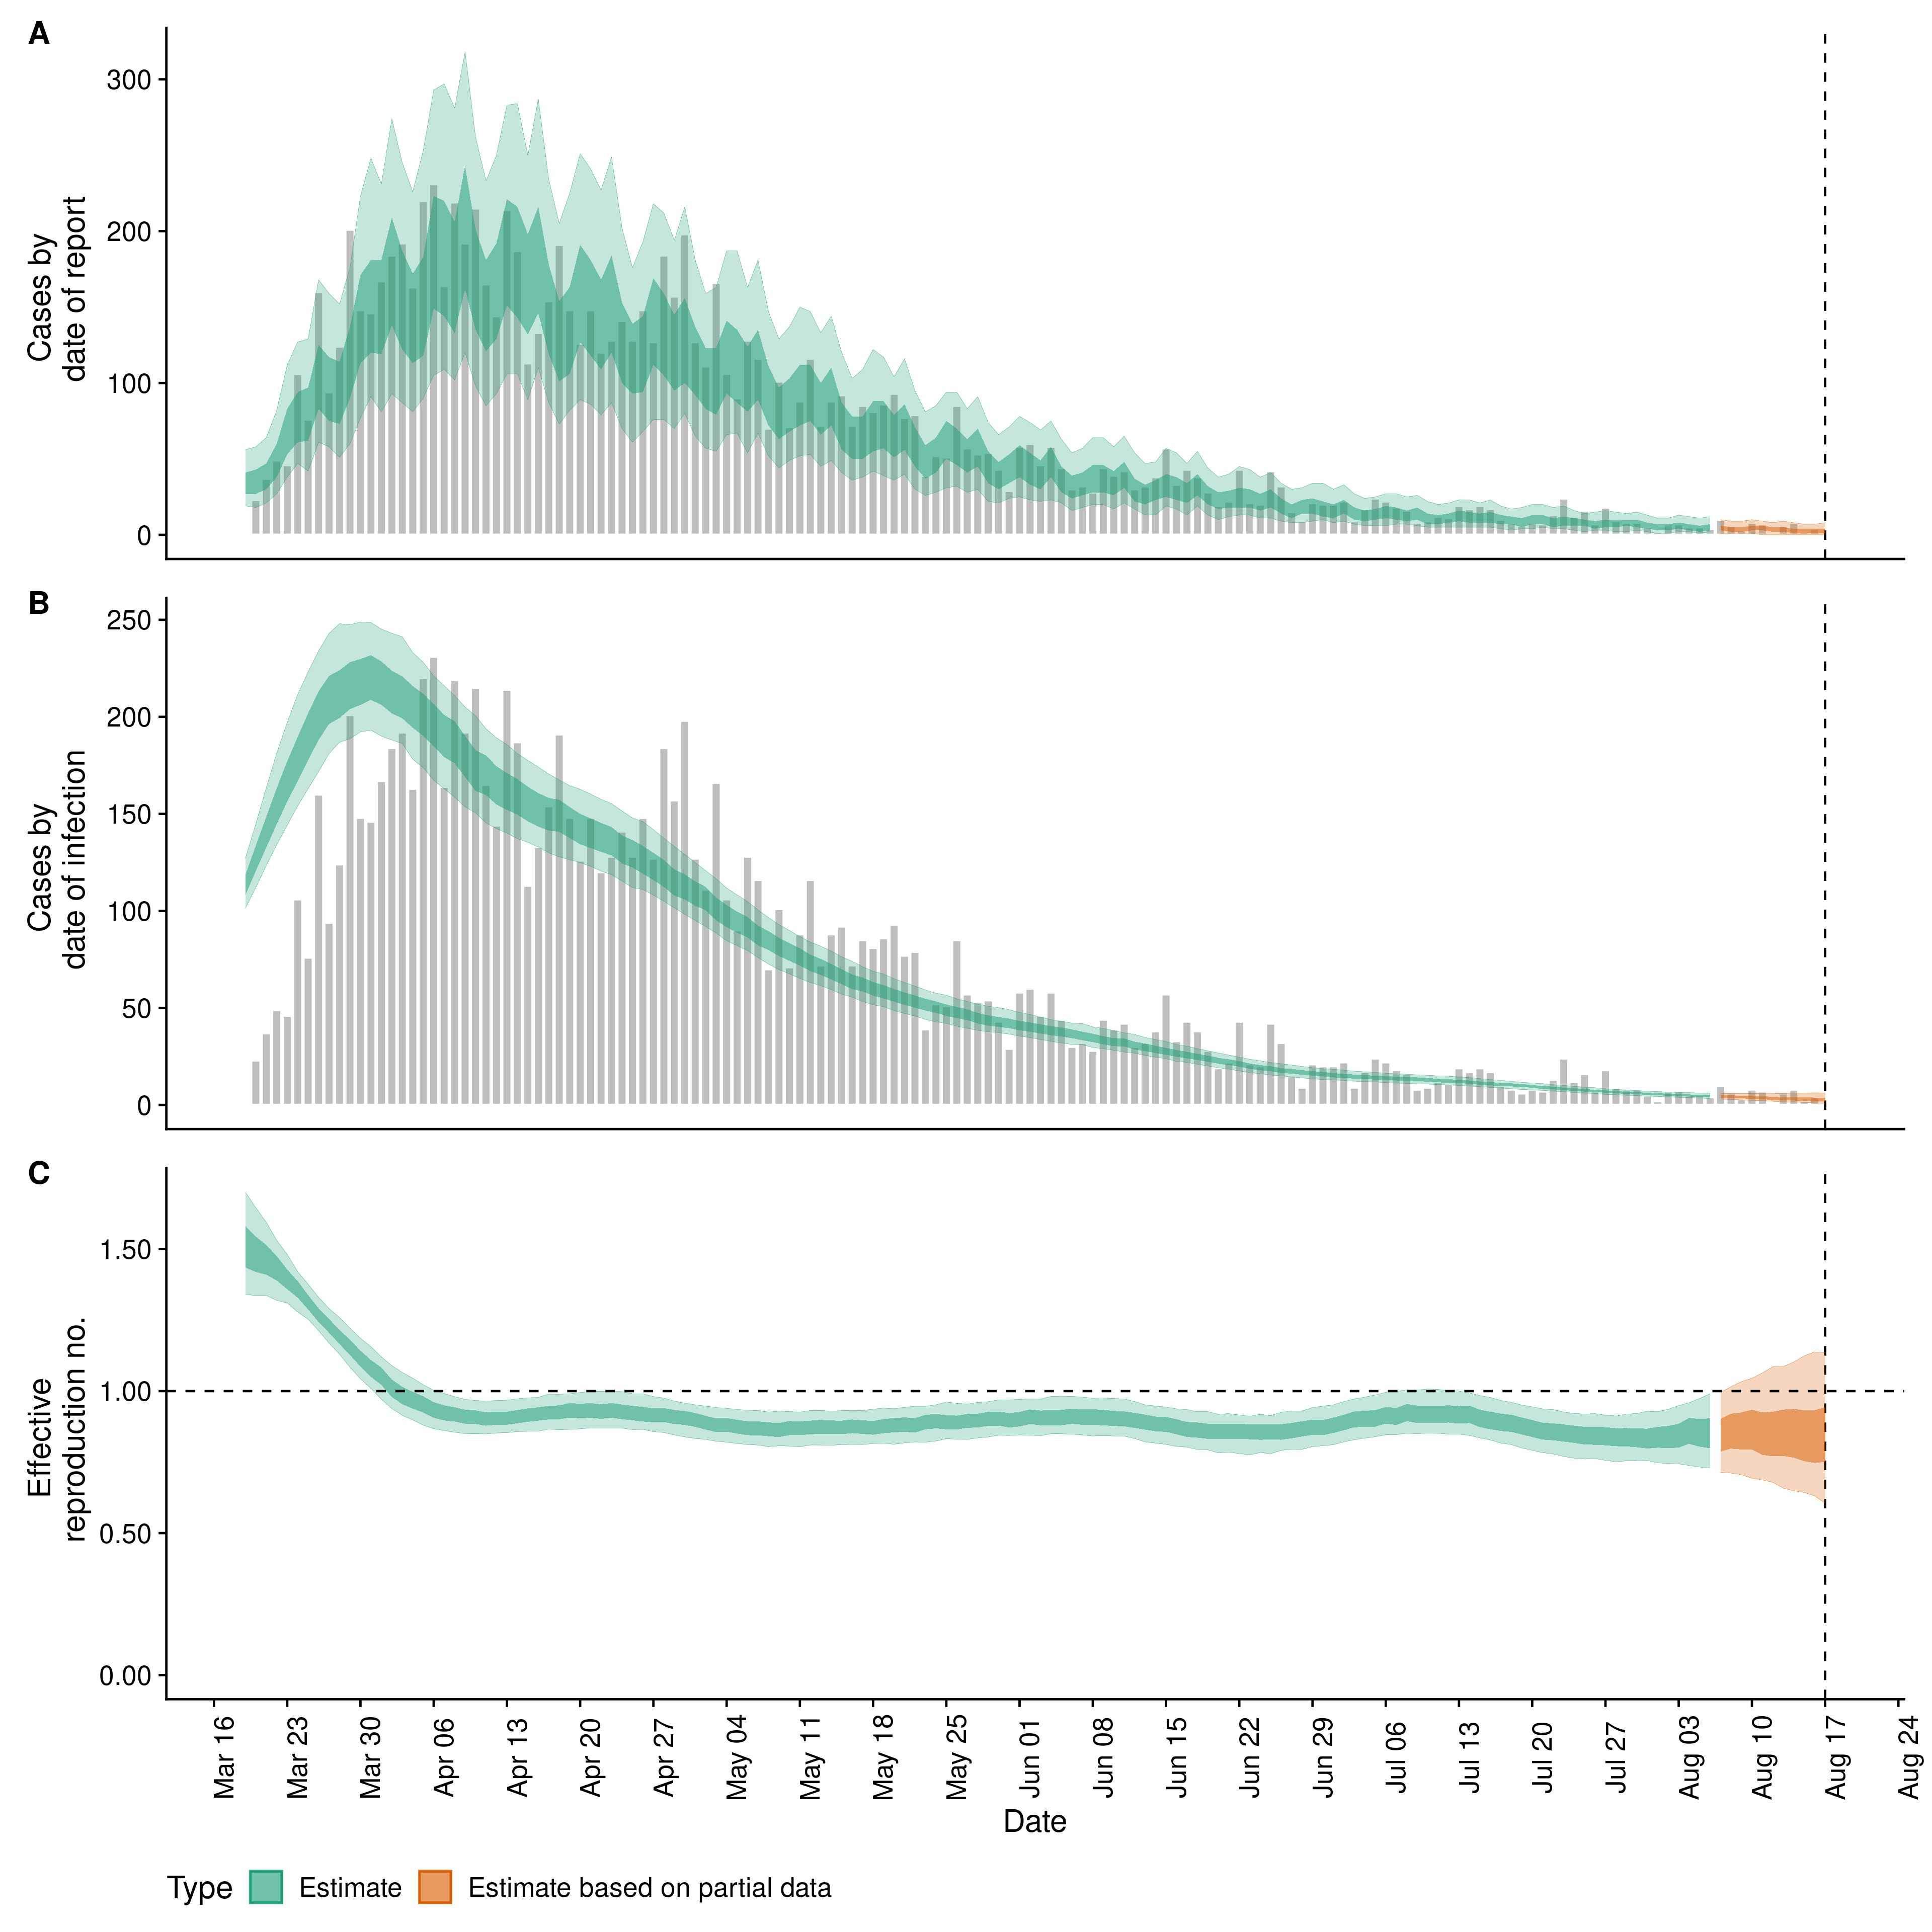 A
Cases by
date of report
300
200
100
0
B
Cases by
date of infection
250
200
150
100
50
0
C
Effective
reproduction no.
1.50
1.00
0.50
0.00
Mar 16
Mar 23
Mar 30
Apr 06
Apr 13
Apr 20
Apr 27
May 04
May 11
May 18
May 25
Jun 01
Jun 08
Jun 15
Jun 22
Jun 29
Jul 06
Jul 13
Jul 20
Jul 27
Aug 03
Aug 10
Aug 17
Aug 24
Date
Type Estimate Estimate based on partial data